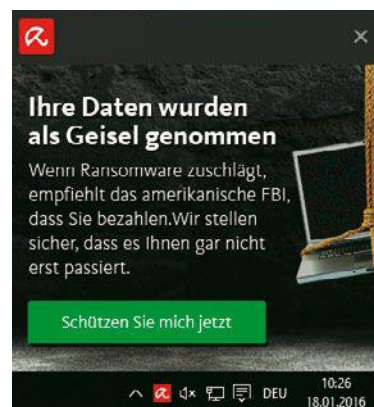 Ihre Daten wurden
als Geisel genommen
Wenn Ransomware zuschlägt,
empfiehlt das amerikanische FBI,
dass Sie bezahlen.Wir stellen
sicher, dass es Ihnen gar nicht
erst passiert.
Schützen Sie mich jetzt
DEU
10:26
18.01.2016